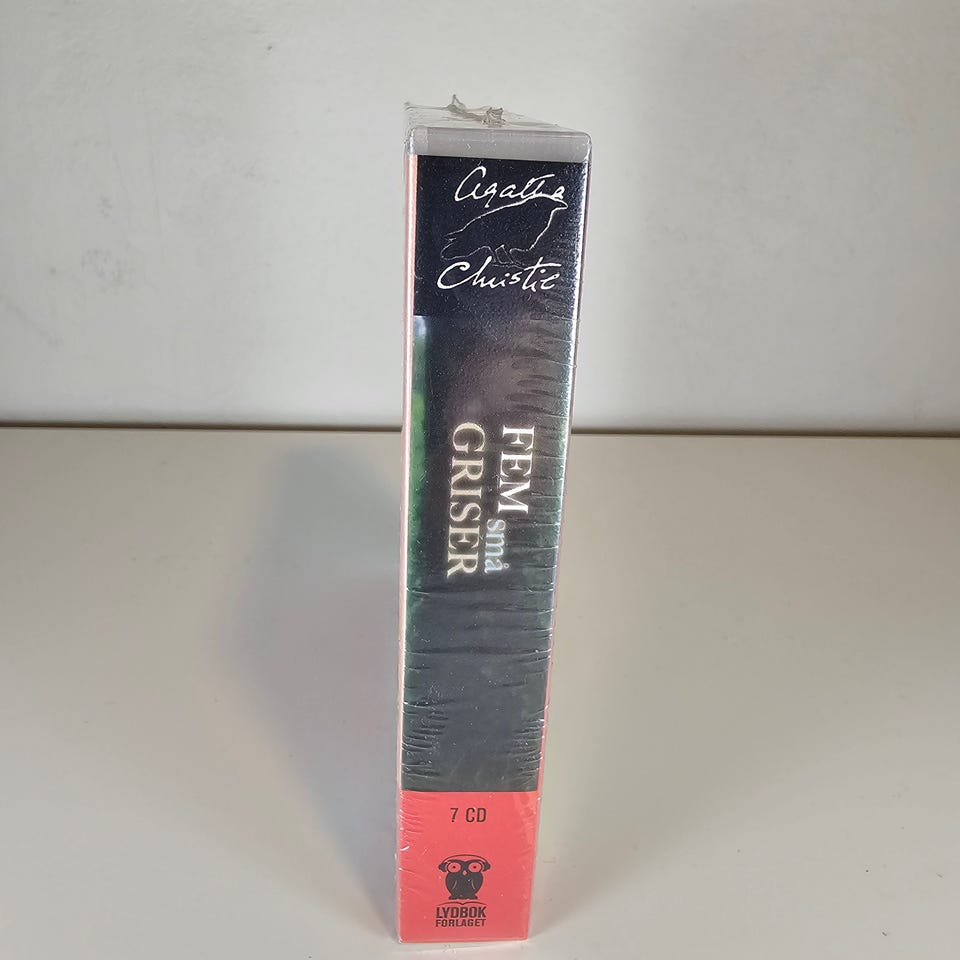 Agatha
Christie
FEM små
GRISER
7 CD
LYDBOK
FORLAGET